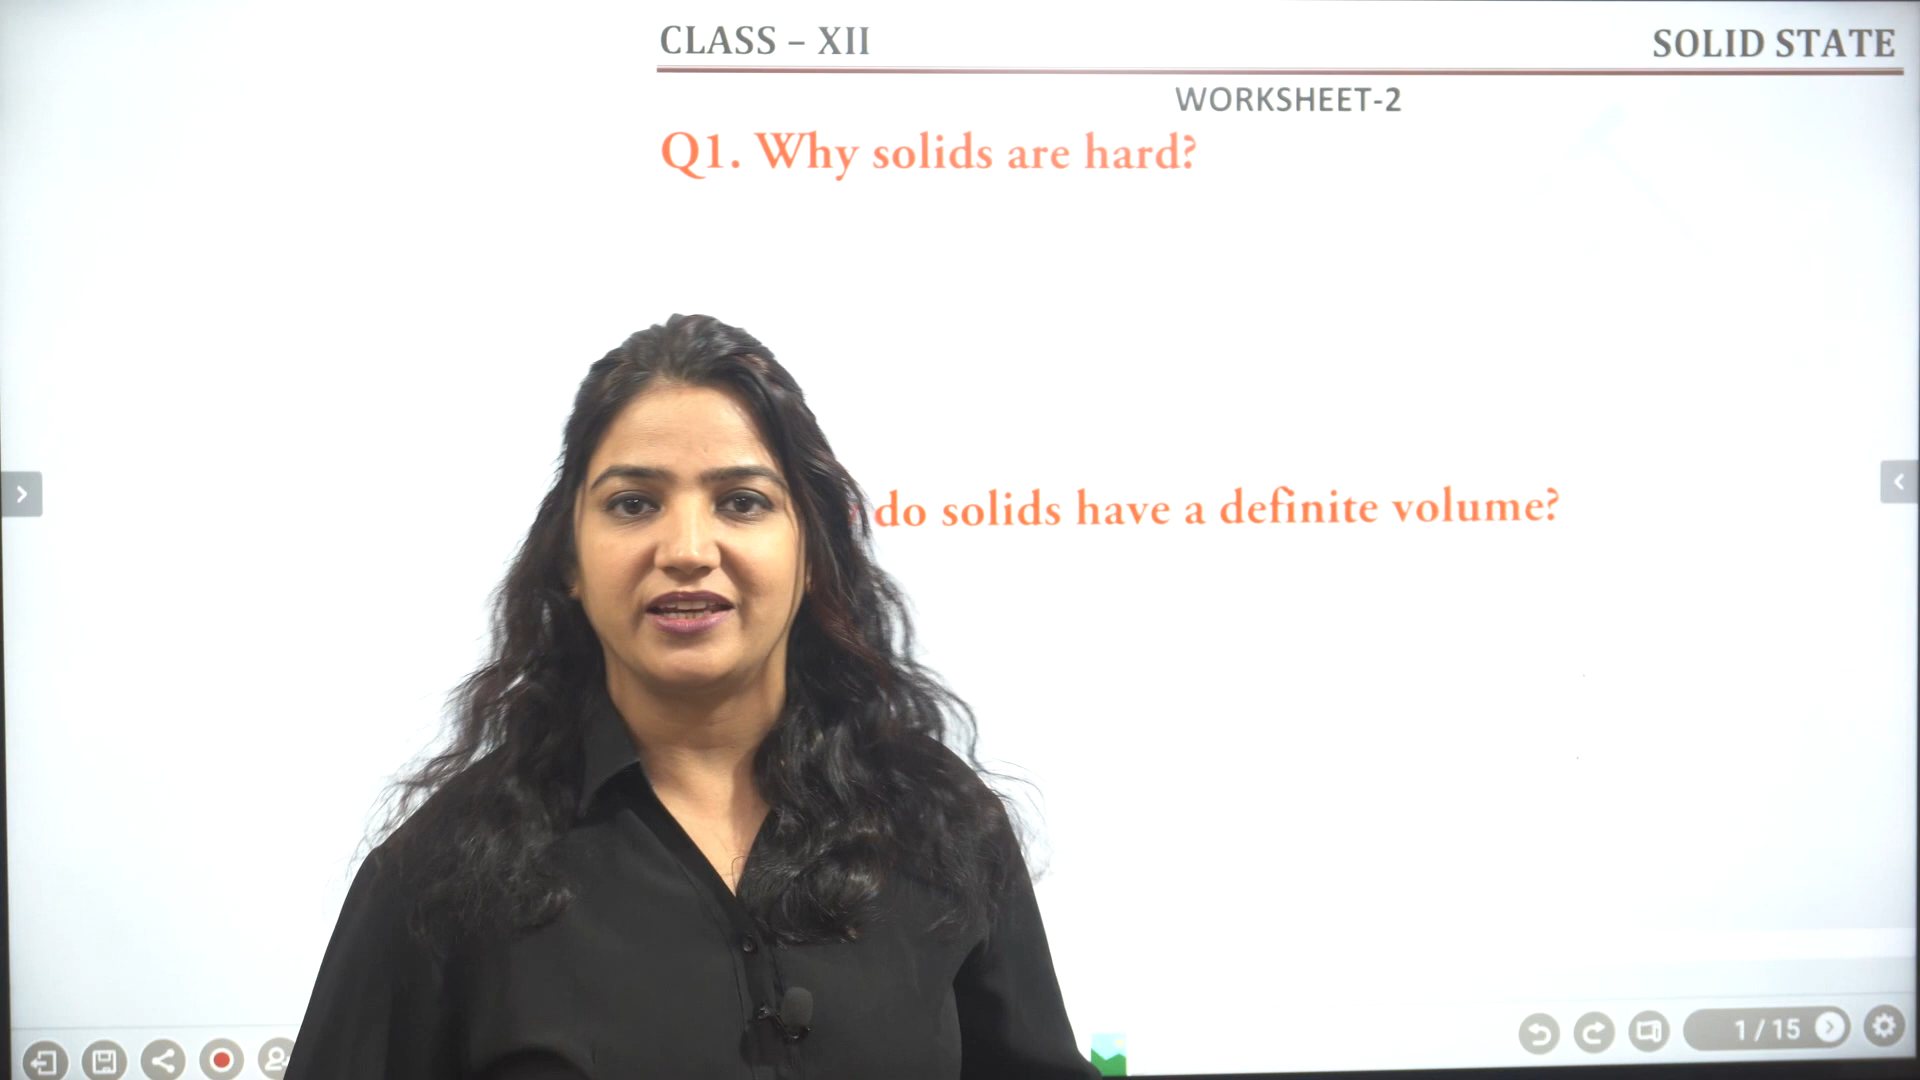 CLASS – XII
SOLID STATE
WORKSHEET-2
Q1. Why solids are hard?
do solids have a definite volume?
1 / 15